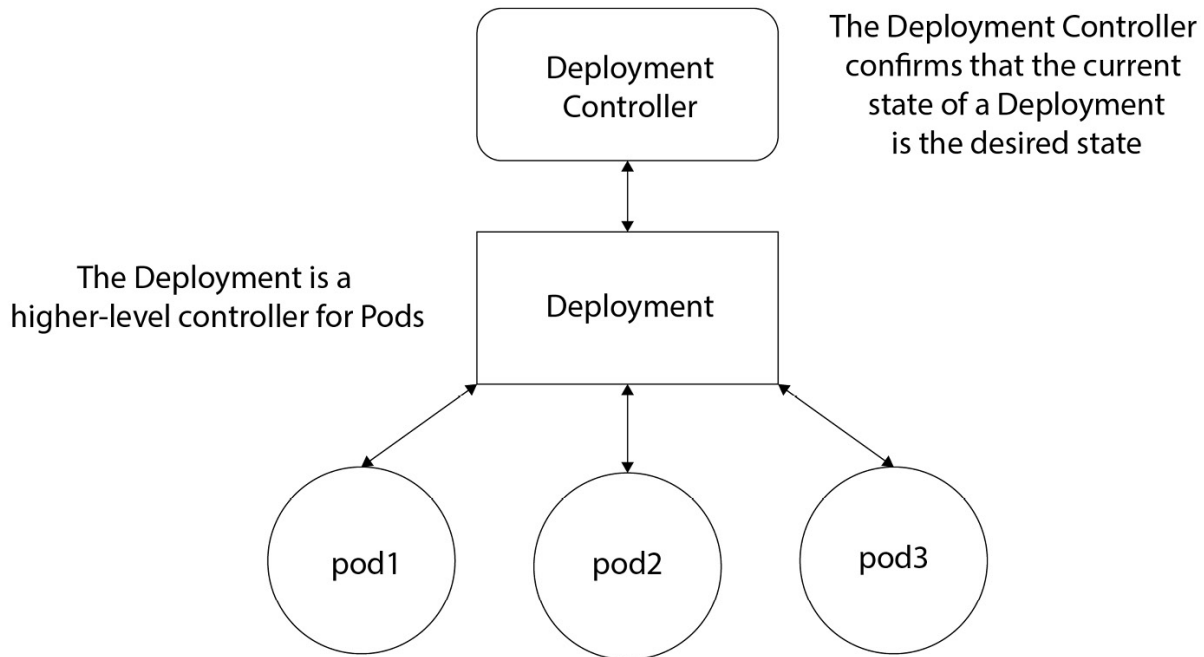 Deployment
Controller
The Deployment Controller
confirms that the current
state of a Deployment
is the desired state
The Deployment is a
higher-level controller for Pods
Deployment
pod1
pod2
pod3